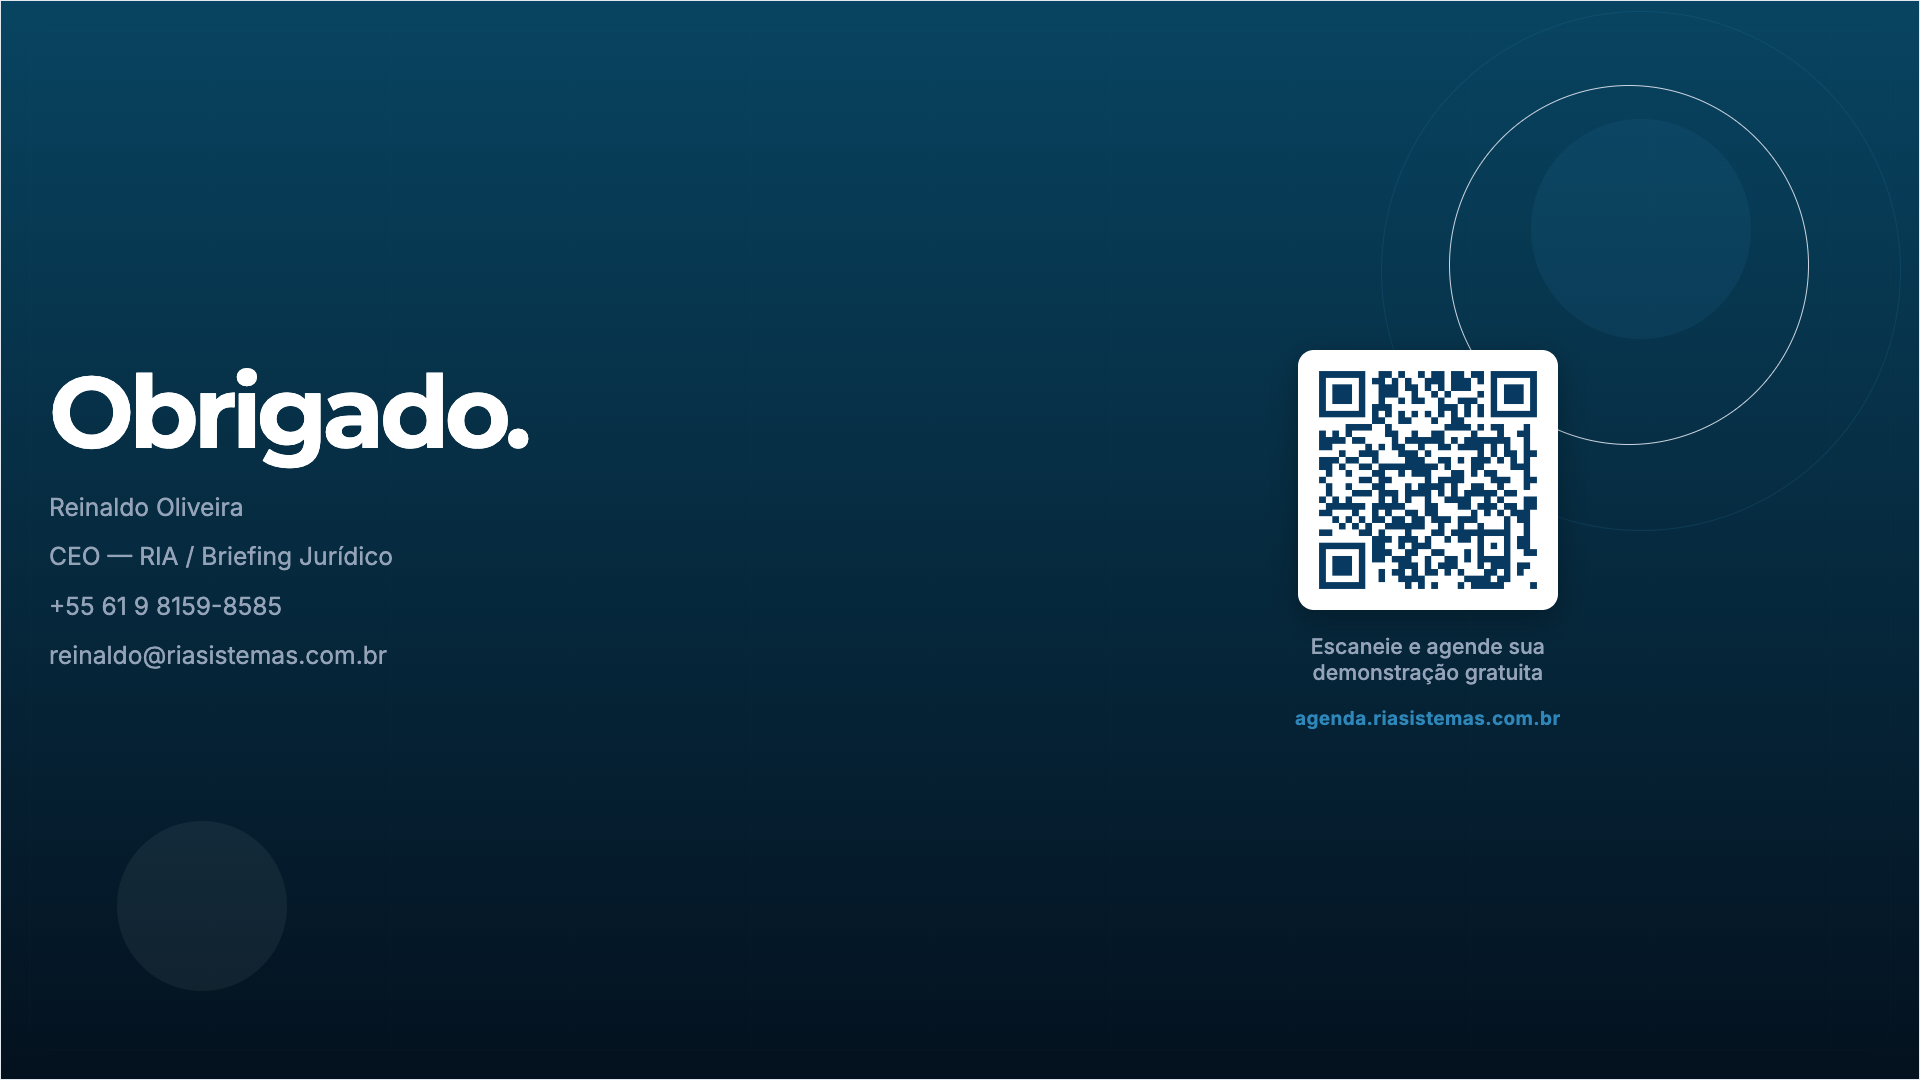 Obrigado.
Reinaldo Oliveira
CEO — RIA / Briefing Jurídico
+55 61 9 8159-8585
reinaldo@riasistemas.com.br
Escaneie e agende sua
demonstração gratuita
agenda.riasistemas.com.br